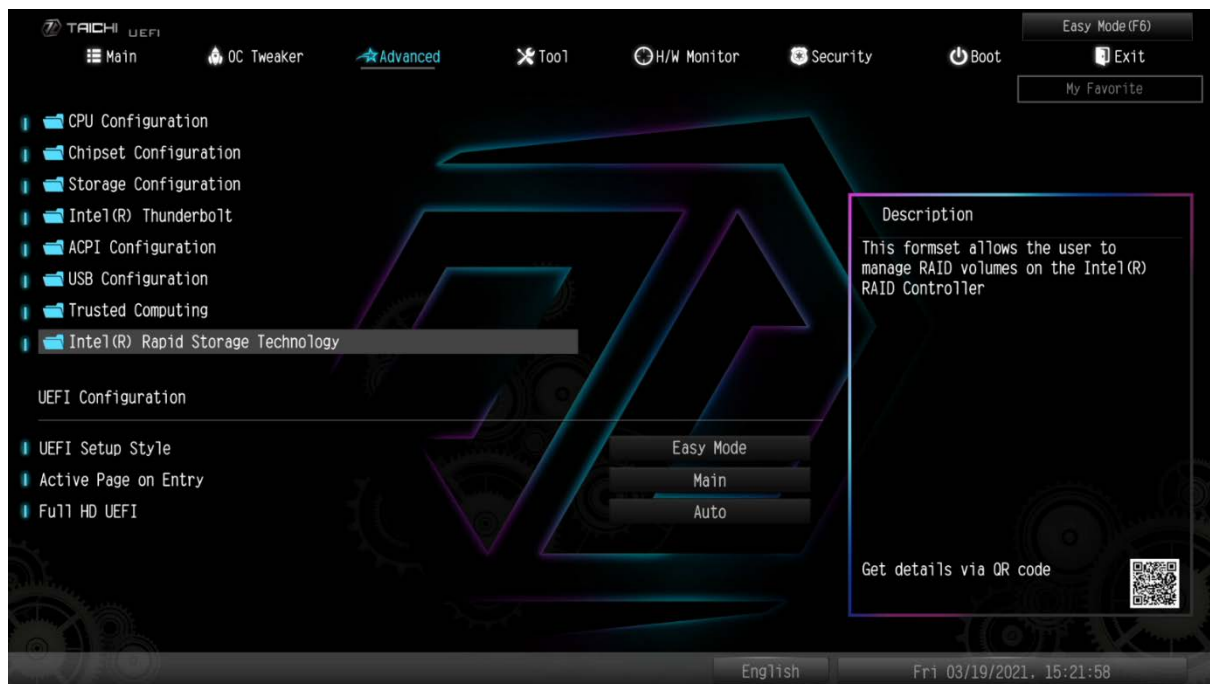 TAICHI UEFI
Easy Mode(F6)
Main OC Tweaker Advanced Tool H/W Monitor Security Boot Exit
My Favorite
CPU Configuration
Chipset Configuration
Storage Configuration
Intel(R) Thunderbolt
ACPI Configuration
USB Configuration
Trusted Computing
Intel(R) Rapid Storage Technology
UEFI Configuration
UEFI Setup Style Easy Mode
Active Page on Entry Main
Full HD UEFI Auto
Description
This formset allows the user to
manage RAID volumes on the Intel(R)
RAID Controller
Get details via QR code
English Fri 03/19/2021, 15:21:58